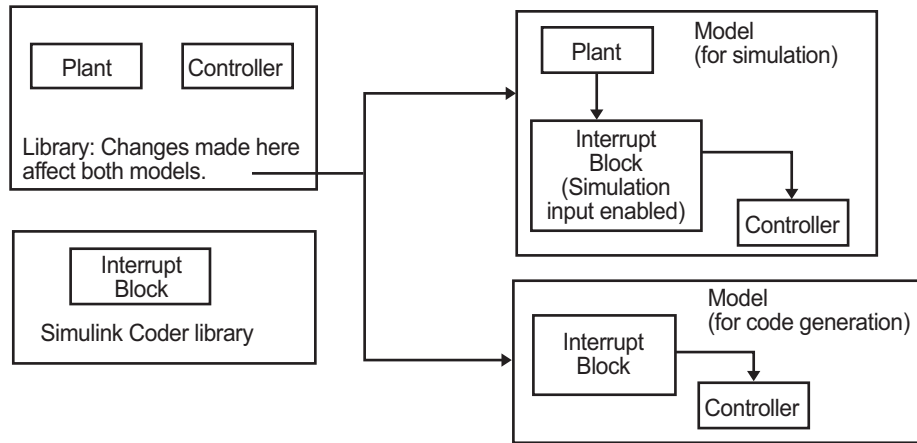 Plant
Controller
Library: Changes made here
affect both models.
Interrupt
Block
Simulink Coder library
Model
(for simulation)
Plant
Interrupt
Block
(Simulation
input enabled)
Controller
Model
(for code generation)
Interrupt
Block
Controller